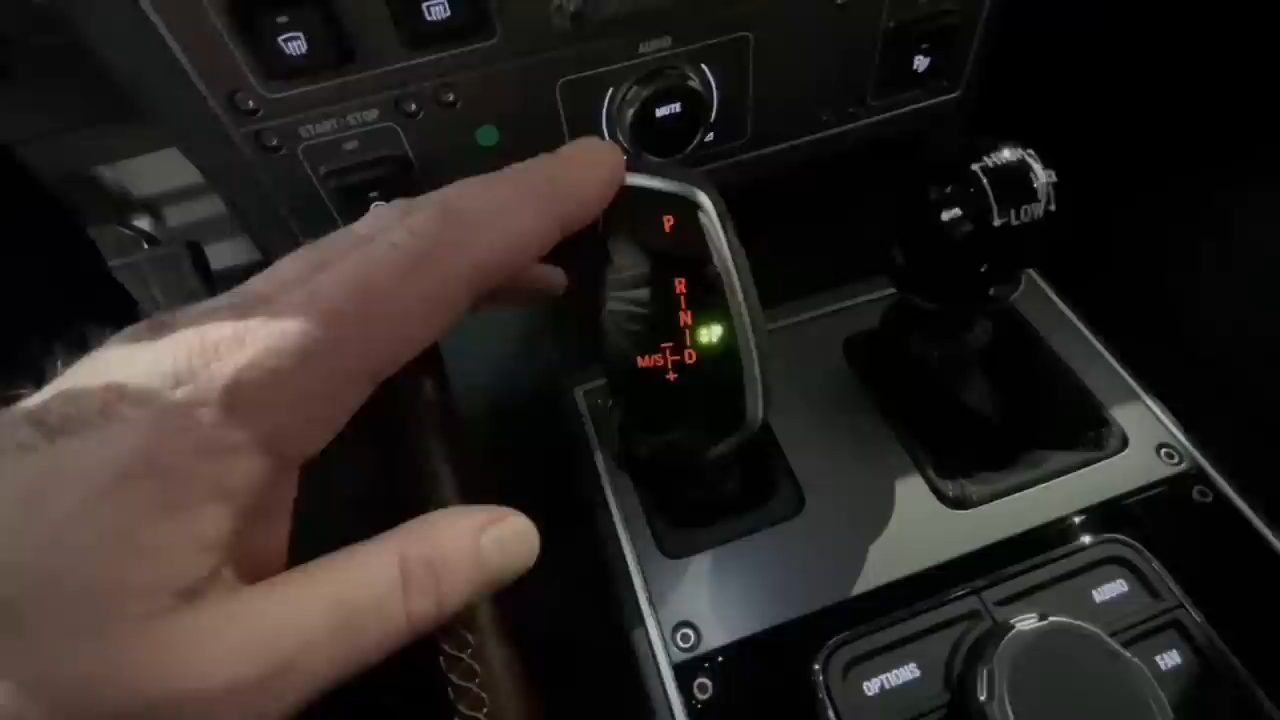 AUDIO
MUTE
START/STOP
HIGH
LOW
P
R
N
M/S
D
−
+
AUDIO
OPTIONS
FAV